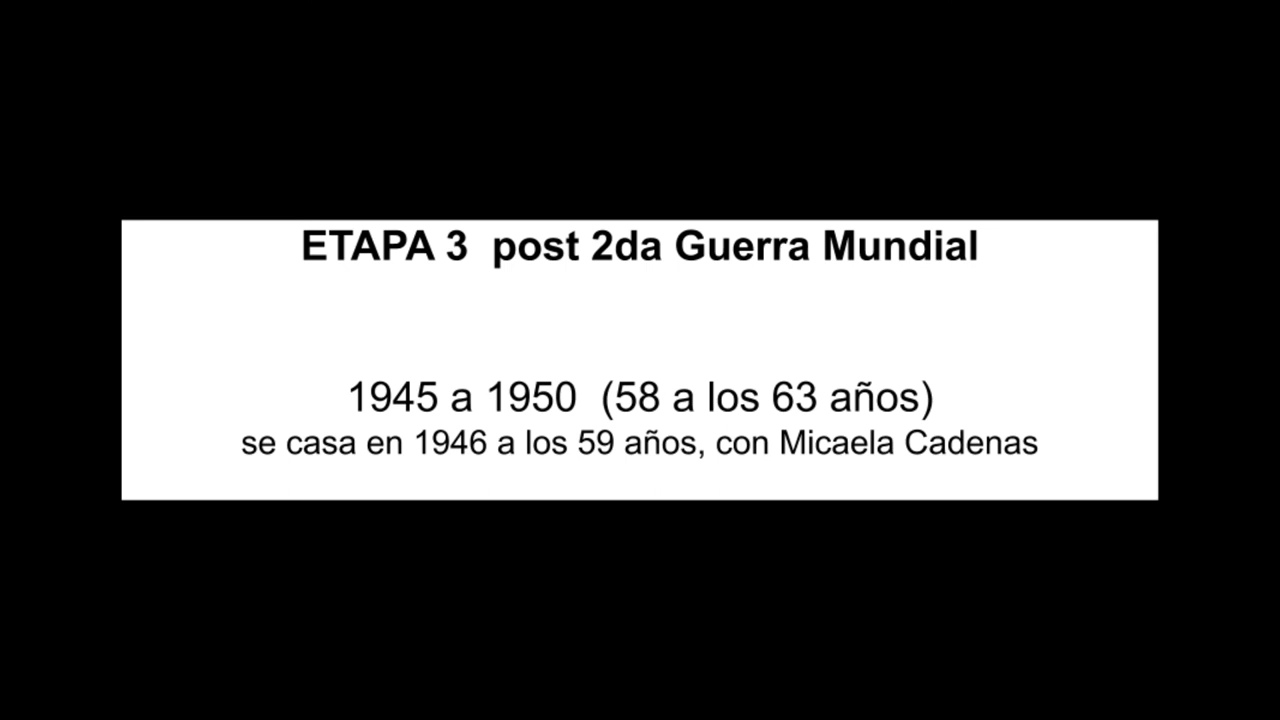 ETAPA 3  post 2da Guerra Mundial
1945 a 1950  (58 a los 63 años)
se casa en 1946 a los 59 años, con Micaela Cadenas